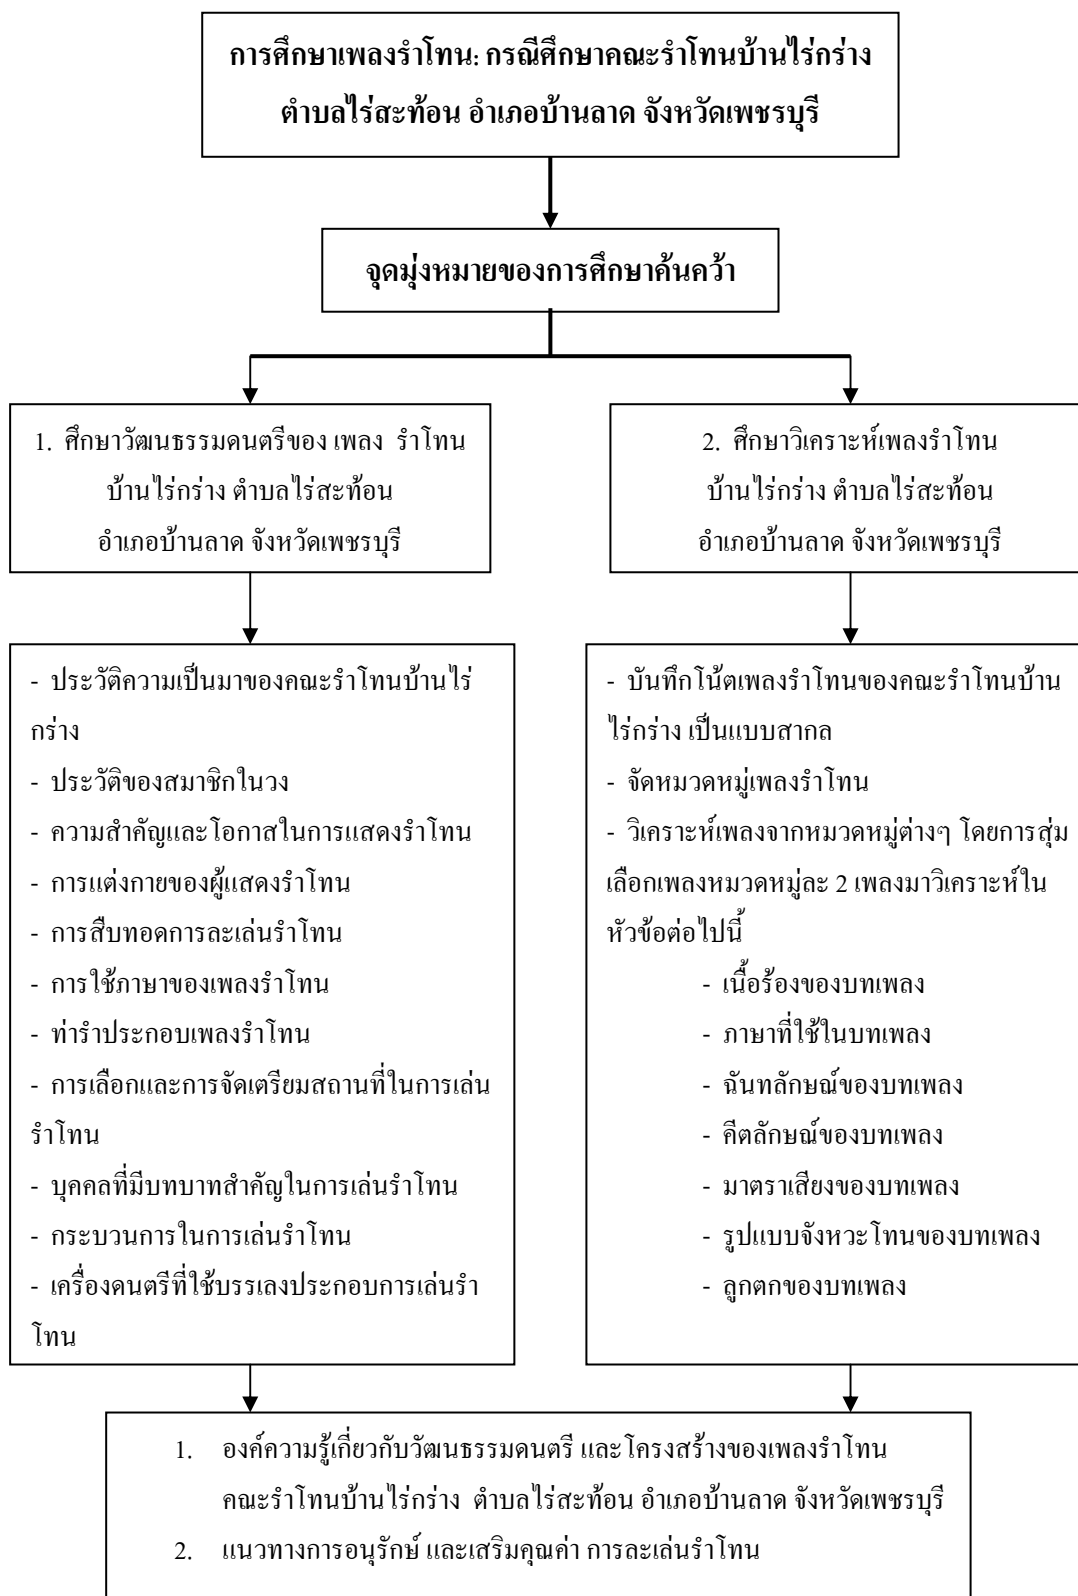 การศึกษาเพลงรำโทน: กรณีศึกษาคณะรำโทนบ้านไร่กร่าง
ตำบลไร่สะท้อน อำเภอบ้านลาด จังหวัดเพชรบุรี
จุดมุ่งหมายของการศึกษาค้นคว้า
1. ศึกษาวัฒนธรรมดนตรีของ เพลง รำโทน
บ้านไร่กร่าง ตำบลไร่สะท้อน
อำเภอบ้านลาด จังหวัดเพชรบุรี
2. ศึกษาวิเคราะห์เพลงรำโทน
บ้านไร่กร่าง ตำบลไร่สะท้อน
อำเภอบ้านลาด จังหวัดเพชรบุรี
- ประวัติความเป็นมาของคณะรำโทนบ้านไร่
กร่าง
- ประวัติของสมาชิกในวง
- ความสำคัญและโอกาสในการแสดงรำโทน
- การแต่งกายของผู้แสดงรำโทน
- การสืบทอดการละเล่นรำโทน
- การใช้ภาษาของเพลงรำโทน
- ท่ารำประกอบเพลงรำโทน
- การเลือกและการจัดเตรียมสถานที่ในการเล่น
รำโทน
- บุคคลที่มีบทบาทสำคัญในการเล่นรำโทน
- กระบวนการในการเล่นรำโทน
- เครื่องดนตรีที่ใช้บรรเลงประกอบการเล่นรำ
โทน
- บันทึกโน้ตเพลงรำโทนของคณะรำโทนบ้าน
ไร่กร่าง เป็นแบบสากล
- จัดหมวดหมู่เพลงรำโทน
- วิเคราะห์เพลงจากหมวดหมู่ต่างๆ โดยการสุ่ม
เลือกเพลงหมวดหมู่ละ 2 เพลงมาวิเคราะห์ใน
หัวข้อต่อไปนี้
- เนื้อร้องของบทเพลง
- ภาษาที่ใช้ในบทเพลง
- ฉันทลักษณ์ของบทเพลง
- คีตลักษณ์ของบทเพลง
- มาตราเสียงของบทเพลง
- รูปแบบจังหวะโทนของบทเพลง
- ลูกตกของบทเพลง
1. องค์ความรู้เกี่ยวกับวัฒนธรรมดนตรี และโครงสร้างของเพลงรำโทน
คณะรำโทนบ้านไร่กร่าง ตำบลไร่สะท้อน อำเภอบ้านลาด จังหวัดเพชรบุรี
2. แนวทางการอนุรักษ์ และเสริมคุณค่า การละเล่นรำโทน